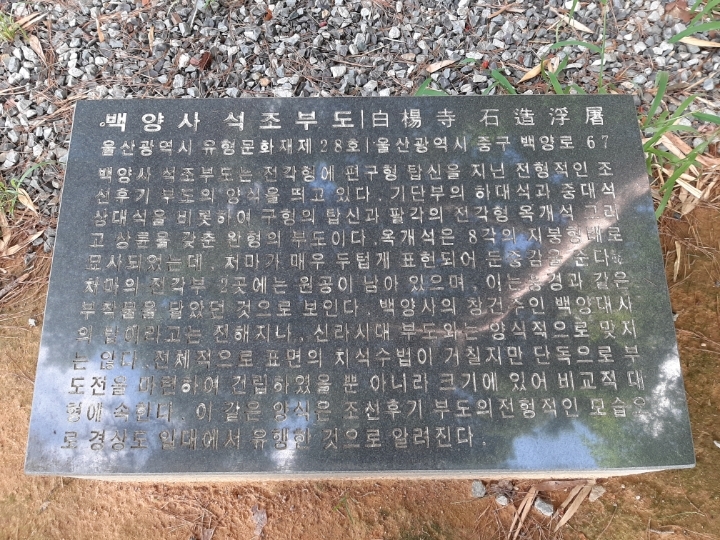 백양사 석조부도|白楊寺 石造浮屠
울산광역시 유형문화재제28호|울산광역시 중구 백양로 67
백양사 석조부도는 전각형에 편구형 탑신을 지닌 전형적인 조
선후기 부도의 양식을 띄고 있다. 기단부의 하대석과 중대석
상대석을 비롯하여 구형의 탑신과 팔각의 전각형 옥개석 그리
고 상륜을 갖춘 완형의 부도이다. 옥개석은 8각의 지붕형태로
묘사되었는데, 처마가 매우 두텁게 표현되어 둔중감을 준다.
처마의 전각부 2곳에는 원공이 남아 있으며, 이는 풍경과 같은
부착물을 달았던 것으로 보인다. 백양사의 창건주인 백양대사
의 탑이라고는 전해지나, 신라시대 부도와는 양식적으로 맞지
는 않다. 전체적으로 표면의 치석수법이 거칠지만 단독으로 부
도전을 마련하여 건립하였을 뿐 아니라 크기에 있어 비교적 대
형에 속한다. 이 같은 양식은 조선후기 부도의전형적인 모습으
로 경상도 일대에서 유행한 것으로 알려진다.